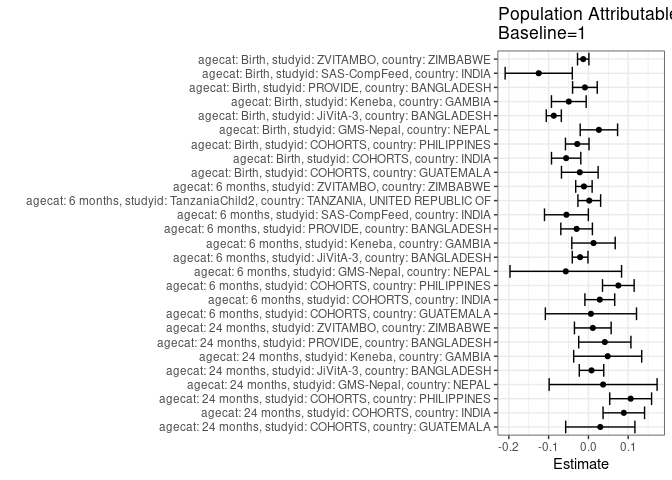 Population Attributable
Baseline=1
agecat: Birth, studyid: ZVITAMBO, country: ZIMBABWE
agecat: Birth, studyid: SAS-CompFeed, country: INDIA
agecat: Birth, studyid: PROVIDE, country: BANGLADESH
agecat: Birth, studyid: Keneba, country: GAMBIA
agecat: Birth, studyid: JiVitA-3, country: BANGLADESH
agecat: Birth, studyid: GMS-Nepal, country: NEPAL
agecat: Birth, studyid: COHORTS, country: PHILIPPINES
agecat: Birth, studyid: COHORTS, country: INDIA
agecat: Birth, studyid: COHORTS, country: GUATEMALA
agecat: 6 months, studyid: ZVITAMBO, country: ZIMBABWE
agecat: 6 months, studyid: TanzaniaChild2, country: TANZANIA, UNITED REPUBLIC OF
agecat: 6 months, studyid: SAS-CompFeed, country: INDIA
agecat: 6 months, studyid: PROVIDE, country: BANGLADESH
agecat: 6 months, studyid: Keneba, country: GAMBIA
agecat: 6 months, studyid: JiVitA-3, country: BANGLADESH
agecat: 6 months, studyid: GMS-Nepal, country: NEPAL
agecat: 6 months, studyid: COHORTS, country: PHILIPPINES
agecat: 6 months, studyid: COHORTS, country: INDIA
agecat: 6 months, studyid: COHORTS, country: GUATEMALA
agecat: 24 months, studyid: ZVITAMBO, country: ZIMBABWE
agecat: 24 months, studyid: PROVIDE, country: BANGLADESH
agecat: 24 months, studyid: Keneba, country: GAMBIA
agecat: 24 months, studyid: JiVitA-3, country: BANGLADESH
agecat: 24 months, studyid: GMS-Nepal, country: NEPAL
agecat: 24 months, studyid: COHORTS, country: PHILIPPINES
agecat: 24 months, studyid: COHORTS, country: INDIA
agecat: 24 months, studyid: COHORTS, country: GUATEMALA
-0.2 -0.1 0.0 0.1
Estimate